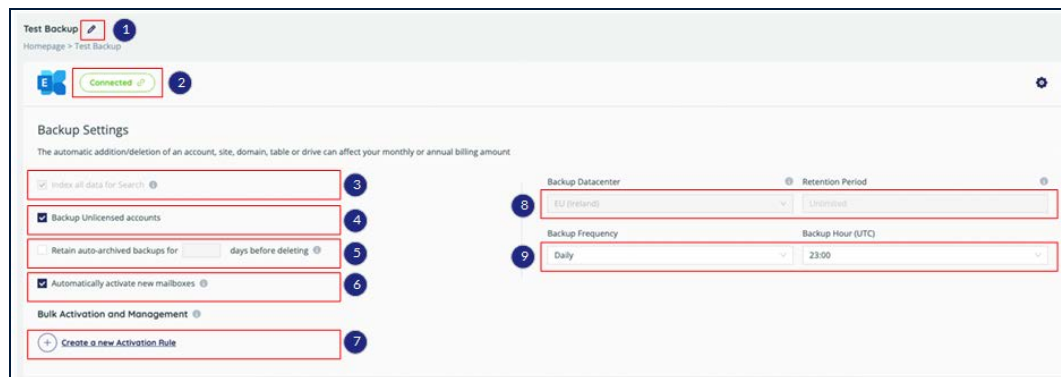 Test Backup
1
Homepage > Test Backup
E
Connected
2
Backup Settings
The automatic addition/deletion of an account, site, domain, table or drive can affect your monthly or annual billing amount
Index all data for Search
3
Backup Unlicensed accounts
4
Retain auto-archived backups for days before deleting
5
Automatically activate new mailboxes
6
Bulk Activation and Management
Create a new Activation Rule
7
Backup Datacenter
Retention Period
8
EU (Ireland)
Unlimited
Backup Frequency
Backup Hour (UTC)
9
Daily
23:00